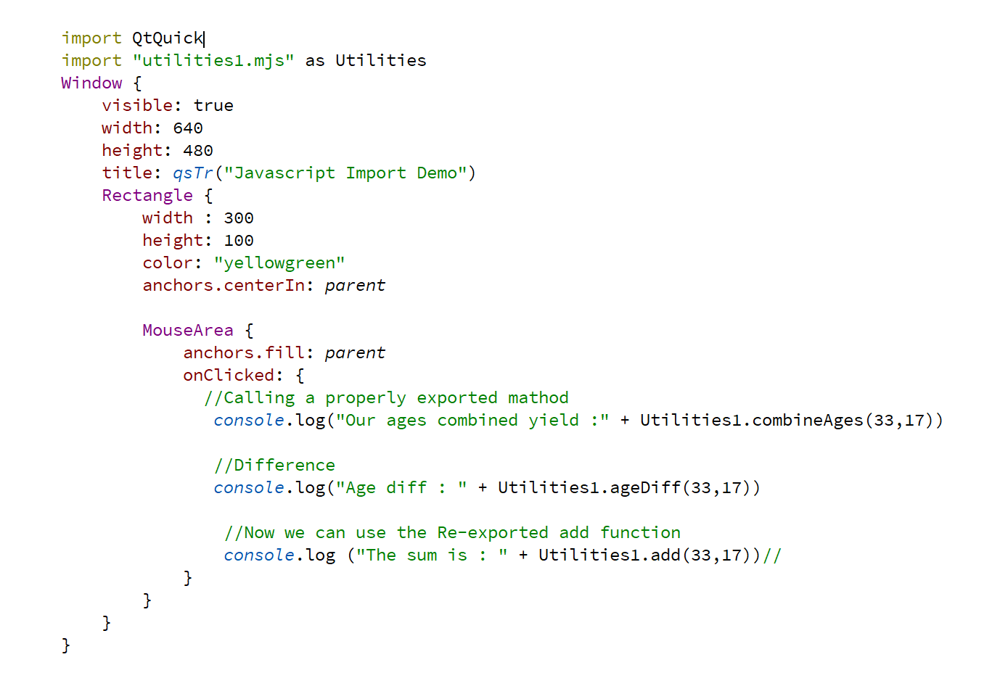 import QtQuick
import "utilities1.mjs" as Utilities
Window {
    visible: true
    width: 640
    height: 480
    title: qsTr("Javascript Import Demo")
    Rectangle {
        width : 300
        height: 100
        color: "yellowgreen"
        anchors.centerIn: parent

        MouseArea {
            anchors.fill: parent
            onClicked: {
              //Calling a properly exported mathod
               console.log("Our ages combined yield :" + Utilities1.combineAges(33,17))

               //Difference
               console.log("Age diff : " + Utilities1.ageDiff(33,17))

                //Now we can use the Re-exported add function
                console.log ("The sum is : " + Utilities1.add(33,17))//
            }
        }
    }
}